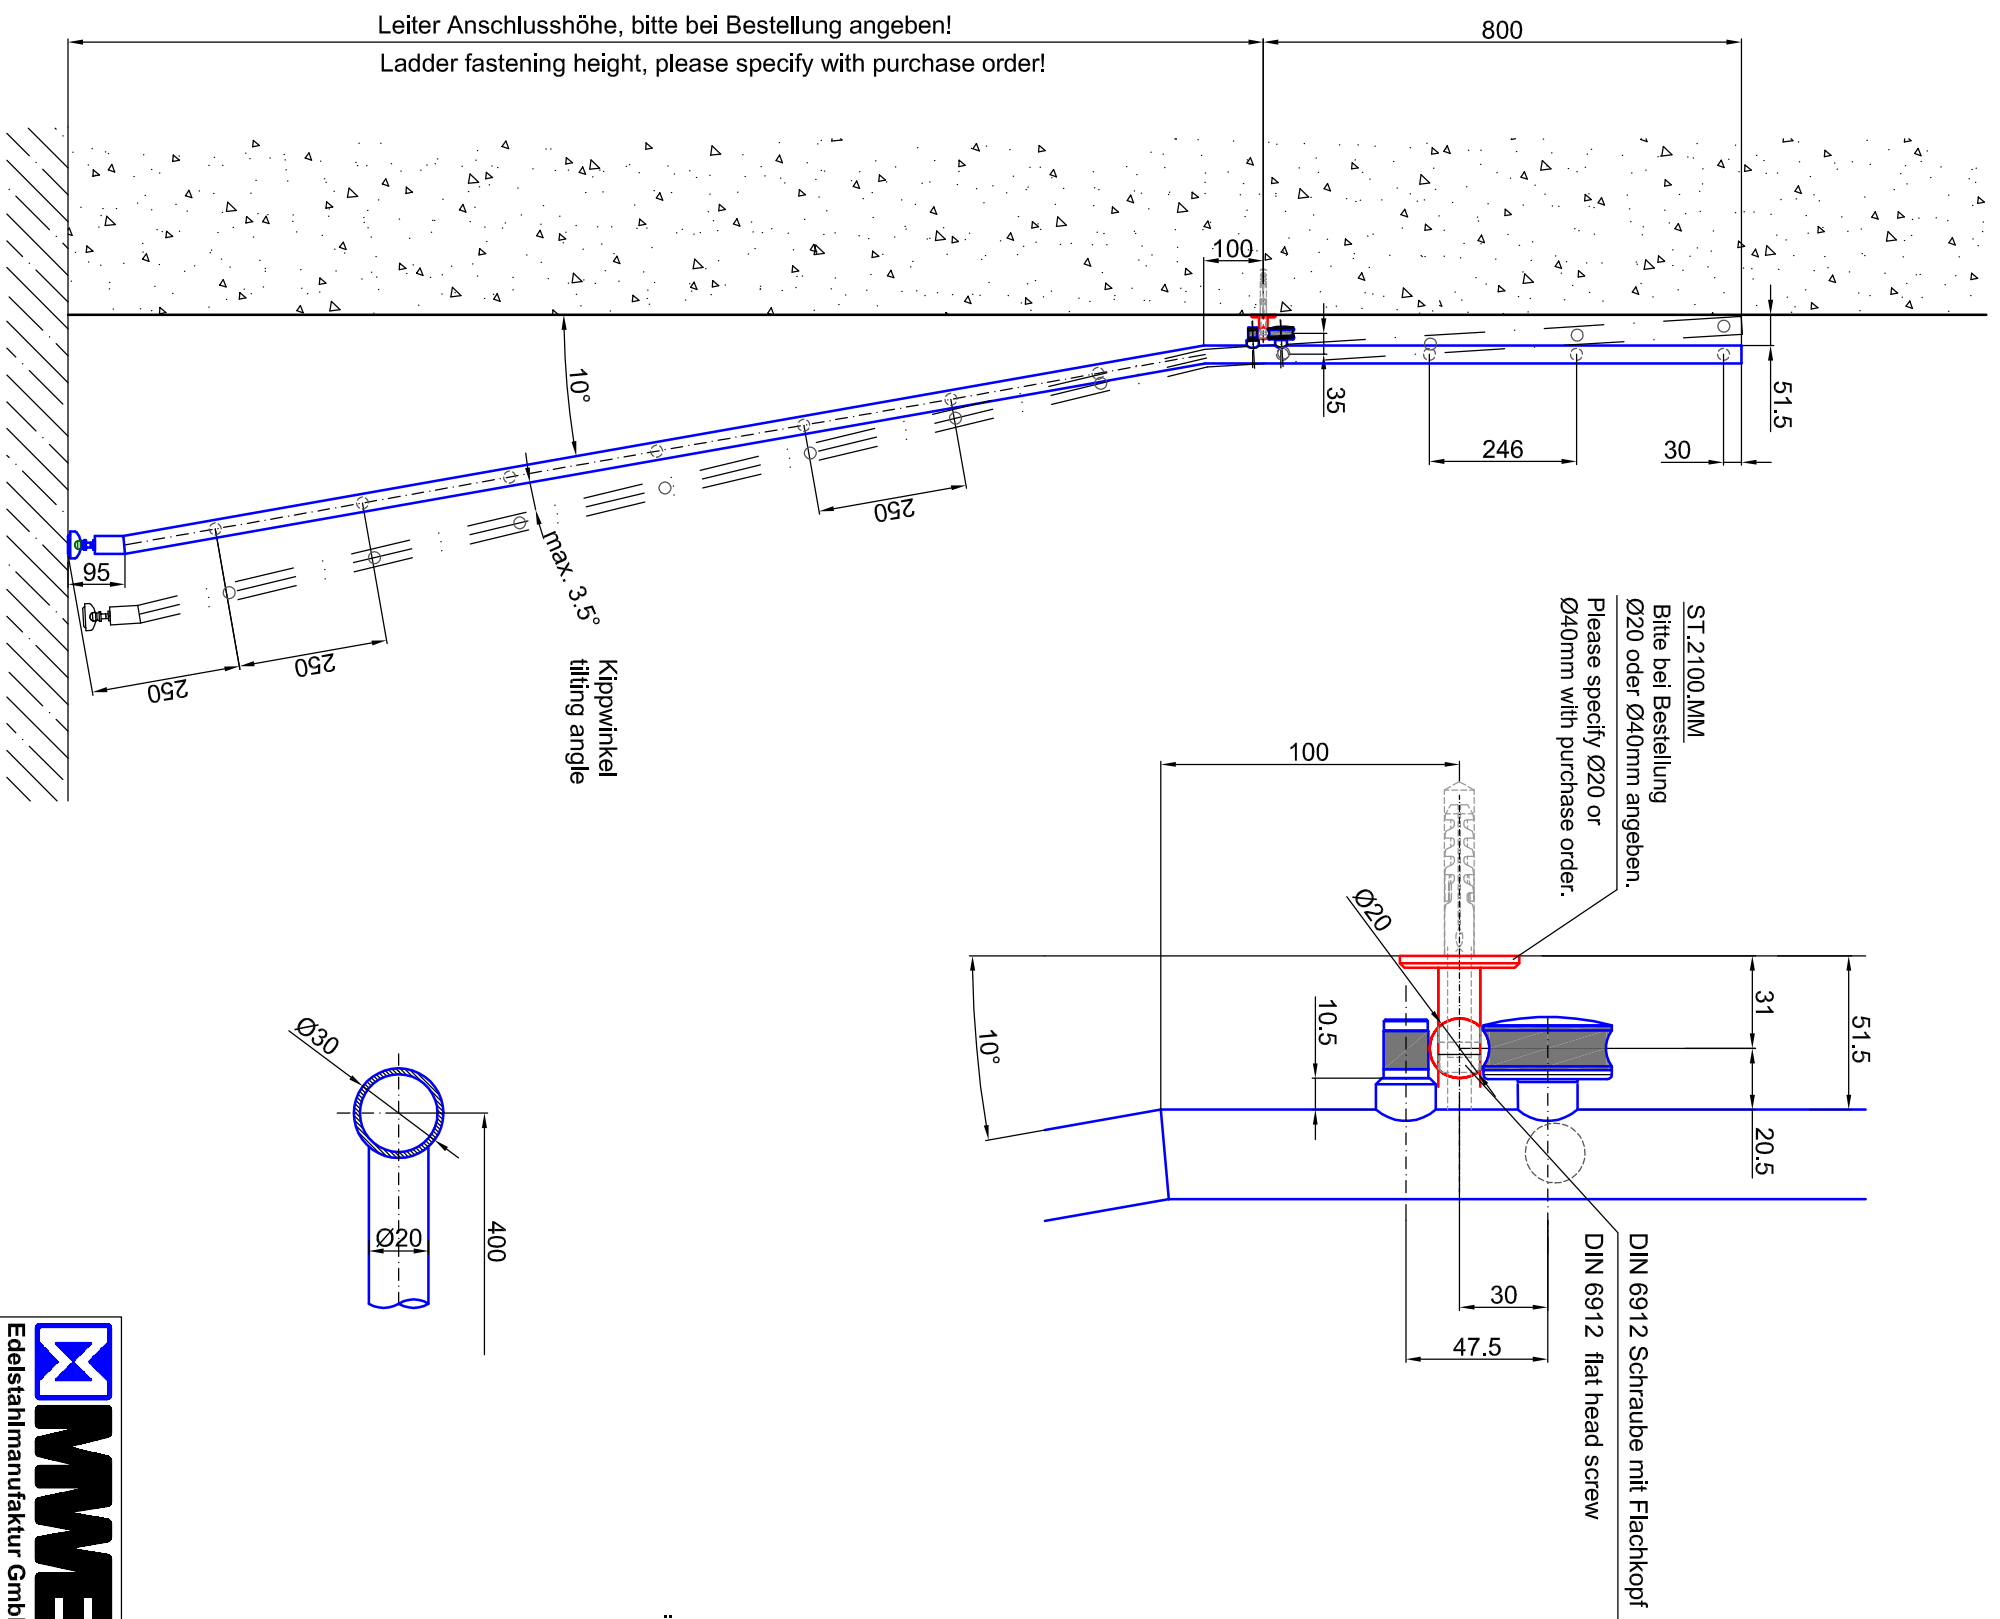 Leiter Anschlusshöhe, bitte bei Bestellung angeben!
Ladder fastening height, please specify with purchase order!
800
100
35
51.5
246
30
10°
250
max. 3.5°
95
250
250
Kippwinkel
tilting angle
ST.2100.MM
Bitte bei Bestellung
Ø20 oder Ø40mm angeben.
Please specify Ø20 or
Ø40mm with purchase order.
100
Ø20
31
51.5
10.5
10°
20.5
30
47.5
DIN 6912 Schraube mit Flachkopf
DIN 6912 flat head screw
Ø30
Ø20
400
MWE
Edelstahlmanufaktur